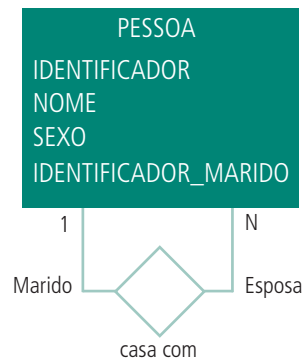 PESSOA
IDENTIFICADOR
NOME
SEXO
IDENTIFICADOR_MARIDO
1 N
Marido Esposa
casa com